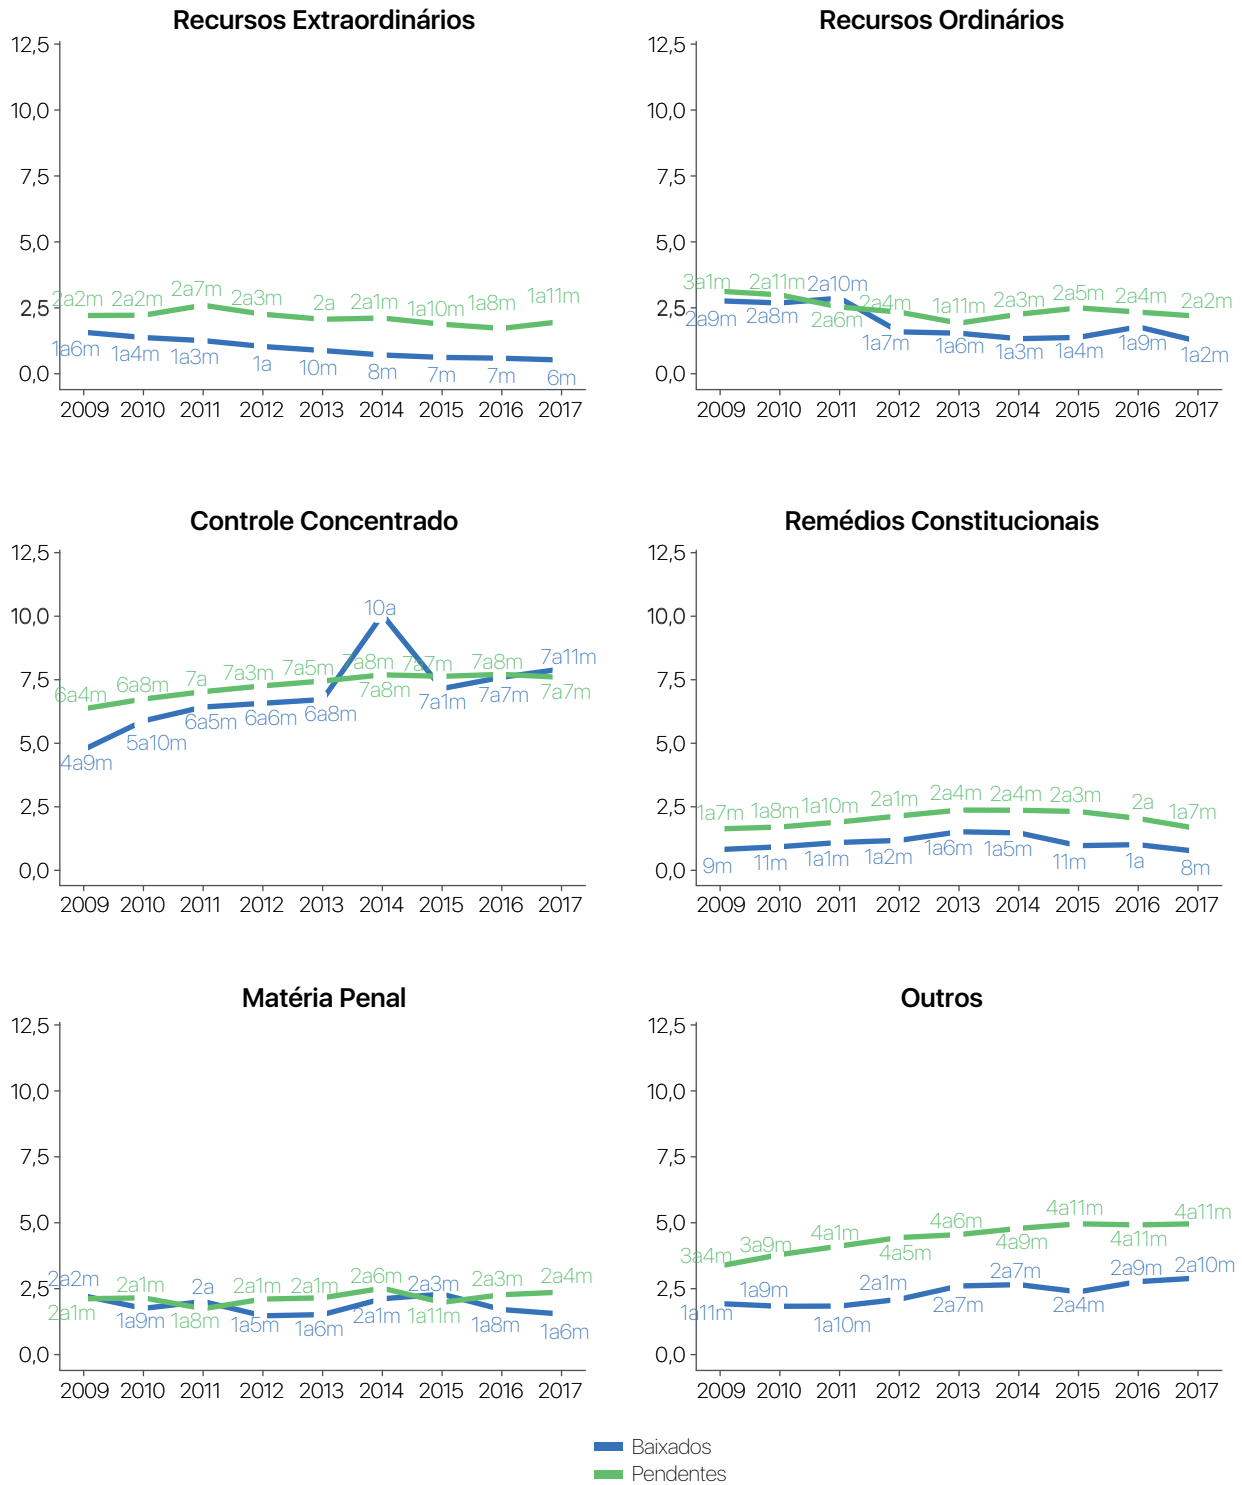 Recursos Extraordinários
12,5
10,0
7,5
5,0
2,5
0,0
2a2m 2a2m 2a7m 2a3m 2a 2a1m 1a10m 1a8m 1a11m
1a6m 1a4m 1a3m 1a 10m 8m 7m 7m 6m
2009 2010 2011 2012 2013 2014 2015 2016 2017
Recursos Ordinários
12,5
10,0
7,5
5,0
2,5
0,0
3a1m 2a11m 2a6m 2a4m 1a11m 2a3m 2a5m 2a4m 2a2m
2a9m 2a8m 2a10m 1a7m 1a6m 1a3m 1a4m 1a9m 1a2m
2009 2010 2011 2012 2013 2014 2015 2016 2017
Controle Concentrado
12,5
10,0
7,5
5,0
2,5
0,0
6a4m 6a8m 7a 7a3m 7a5m 7a8m 7a7m 7a8m 7a7m
7a8m
4a9m 5a10m 6a5m 6a6m 6a8m 10a 7a1m 7a7m 7a11m
2009 2010 2011 2012 2013 2014 2015 2016 2017
Remédios Constitucionais
12,5
10,0
7,5
5,0
2,5
0,0
1a7m 1a8m 1a10m 2a1m 2a4m 2a4m 2a3m 2a 1a7m
9m 11m 1a1m 1a2m 1a6m 1a5m 11m 1a 8m
2009 2010 2011 2012 2013 2014 2015 2016 2017
Matéria Penal
12,5
10,0
7,5
5,0
2,5
0,0
2a2m 1a9m 2a 1a5m 1a6m 2a1m 2a3m 1a8m 1a6m
2a1m 2a1m 1a8m 2a1m 2a1m 2a6m 1a11m 2a3m 2a4m
2009 2010 2011 2012 2013 2014 2015 2016 2017
Outros
12,5
10,0
7,5
5,0
2,5
0,0
3a4m 3a9m 4a1m 4a5m 4a6m 4a9m 4a11m 4a11m 4a11m
1a11m 1a9m 1a10m 2a1m 2a7m 2a7m 2a4m 2a9m 2a10m
2009 2010 2011 2012 2013 2014 2015 2016 2017
Baixados
Pendentes